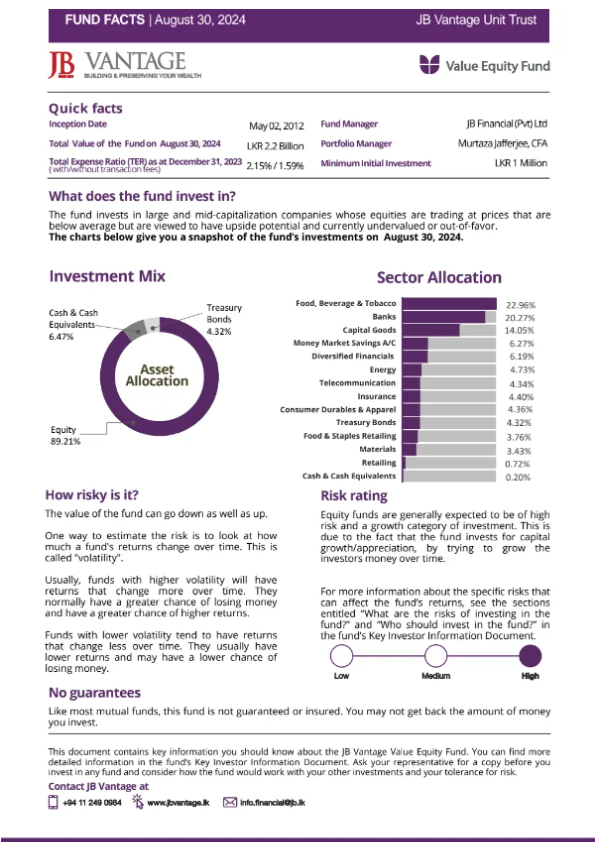 FUND FACTS | August 30, 2024
JB Vantage Unit Trust
JB VANTAGE
BUILDING & PRESERVING YOUR WEALTH
Value Equity Fund
Quick facts
Inception Date
May 02, 2012
Fund Manager
JB Financial (Pvt) Ltd
Total Value of the Fund on August 30, 2024
LKR 2.2 Billion
Portfolio Manager
Murtaza Jafferjee, CFA
Total Expense Ratio (TER) as at December 31, 2023
(with/without transaction fees)
2.15% / 1.59%
Minimum Initial Investment
LKR 1 Million
What does the fund invest in?
The fund invests in large and mid-capitalization companies whose equities are trading at prices that are
below average but are viewed to have upside potential and currently undervalued or out-of-favor.
The charts below give you a snapshot of the fund's investments on August 30, 2024.
Investment Mix
Cash & Cash
Equivalents
6.47%
Treasury
Bonds
4.32%
Asset
Allocation
Equity
89.21%
Sector Allocation
Food, Beverage & Tobacco 22.96%
Banks 20.27%
Capital Goods 14.05%
Money Market Savings A/C 6.27%
Diversified Financials 6.19%
Energy 4.73%
Telecommunication 4.34%
Insurance 4.40%
Consumer Durables & Apparel 4.36%
Treasury Bonds 4.32%
Food & Staples Retailing 3.76%
Materials 3.43%
Retailing 0.72%
Cash & Cash Equivalents 0.20%
How risky is it?
The value of the fund can go down as well as up.
One way to estimate the risk is to look at how
much a fund's returns change over time. This is
called "volatility".
Usually, funds with higher volatility will have
returns that change more over time. They
normally have a greater chance of losing money
and have a greater chance of higher returns.
Funds with lower volatility tend to have returns
that change less over time. They usually have
lower returns and may have a lower chance of
losing money.
Risk rating
Equity funds are generally expected to be of high
risk and a growth category of investment. This is
due to the fact that the fund invests for capital
growth/appreciation, by trying to grow the
investors money over time.
For more information about the specific risks that
can affect the fund's returns, see the sections
entitled "What are the risks of investing in the
fund?" and "Who should invest in the fund?" in
the fund's Key Investor Information Document.
Low
Medium
High
No guarantees
Like most mutual funds, this fund is not guaranteed or insured. You may not get back the amount of money
you invest.
This document contains key information you should know about the JB Vantage Value Equity Fund. You can find more
detailed information in the fund's Key Investor Information Document. Ask your representative for a copy before you
invest in any fund and consider how the fund would work with your other investments and your tolerance for risk.
Contact JB Vantage at
+94 11 249 0984
www.jbvantage.lk
info.financial@jb.lk